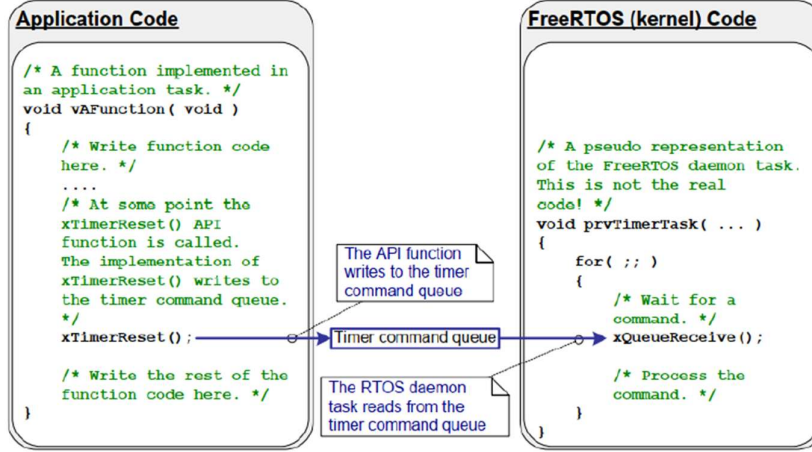 Application Code
/* A function implemented in
an application task. */
void vAFunction( void )
{
/* Write function code
here. */
....
/* At some point the
xTimerReset() API
function is called.
The implementation of
xTimerReset() writes to
the timer command queue.
*/
xTimerReset();
/* Write the rest of the
function code here. */
}
The API function
writes to the timer
command queue
Timer command queue
The RTOS daemon
task reads from the
timer command queue
FreeRTOS (kernel) Code
/* A pseudo representation
of the FreeRTOS daemon task.
This is not the real
code! */
void prvTimerTask( ... )
{
for( ;; )
{
/* Wait for a
command. */
xQueueReceive();
/* Process the
command. */
}
}